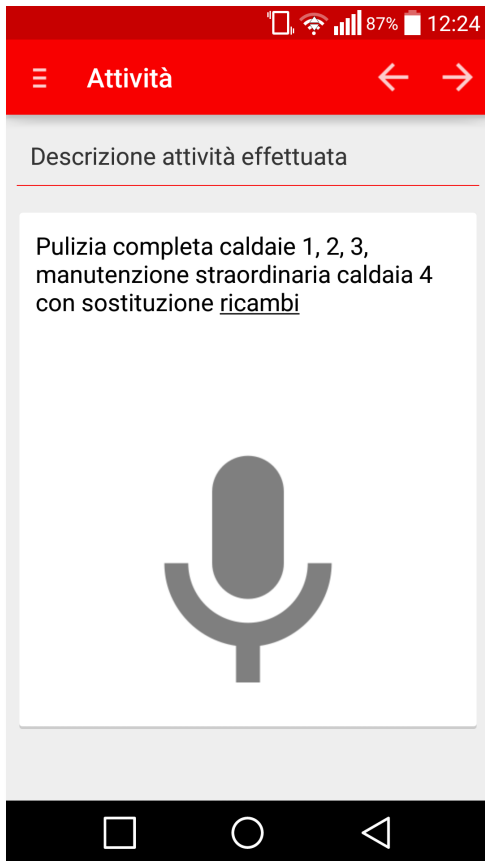 87% 12:24
Attività
Descrizione attività effettuata
Pulizia completa caldaie 1, 2, 3,
manutenzione straordinaria caldaia 4
con sostituzione ricambi